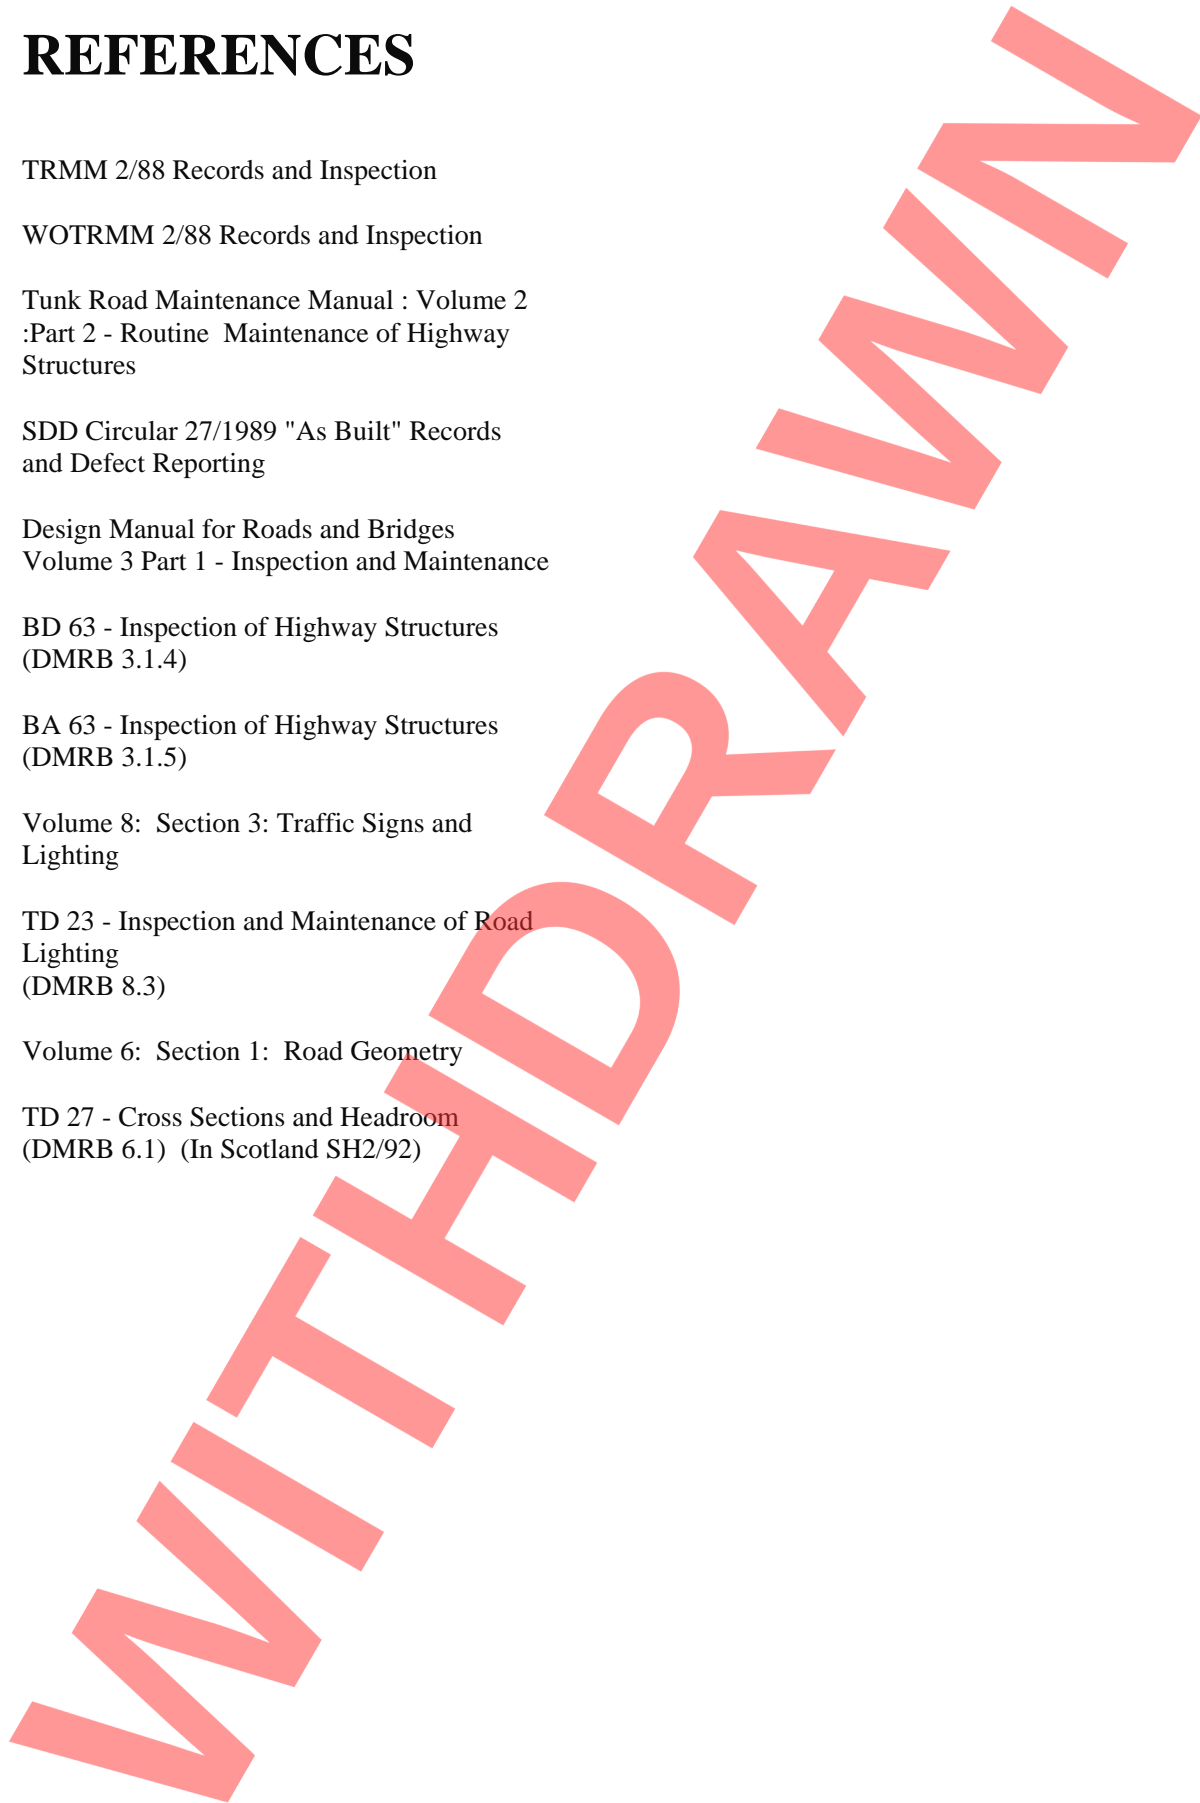 REFERENCES
TRMM 2/88 Records and Inspection
WOTRMM 2/88 Records and Inspection
Tunk Road Maintenance Manual : Volume 2
:Part 2 - Routine  Maintenance of Highway
Structures
SDD Circular 27/1989 "As Built" Records
and Defect Reporting
Design Manual for Roads and Bridges
Volume 3 Part 1 - Inspection and Maintenance
BD 63 - Inspection of Highway Structures
(DMRB 3.1.4)
BA 63 - Inspection of Highway Structures
(DMRB 3.1.5)
Volume 8:  Section 3: Traffic Signs and
Lighting
TD 23 - Inspection and Maintenance of Road
Lighting
(DMRB 8.3)
Volume 6:  Section 1:  Road Geometry
TD 27 - Cross Sections and Headroom
(DMRB 6.1)  (In Scotland SH2/92)
WITHDRAWN